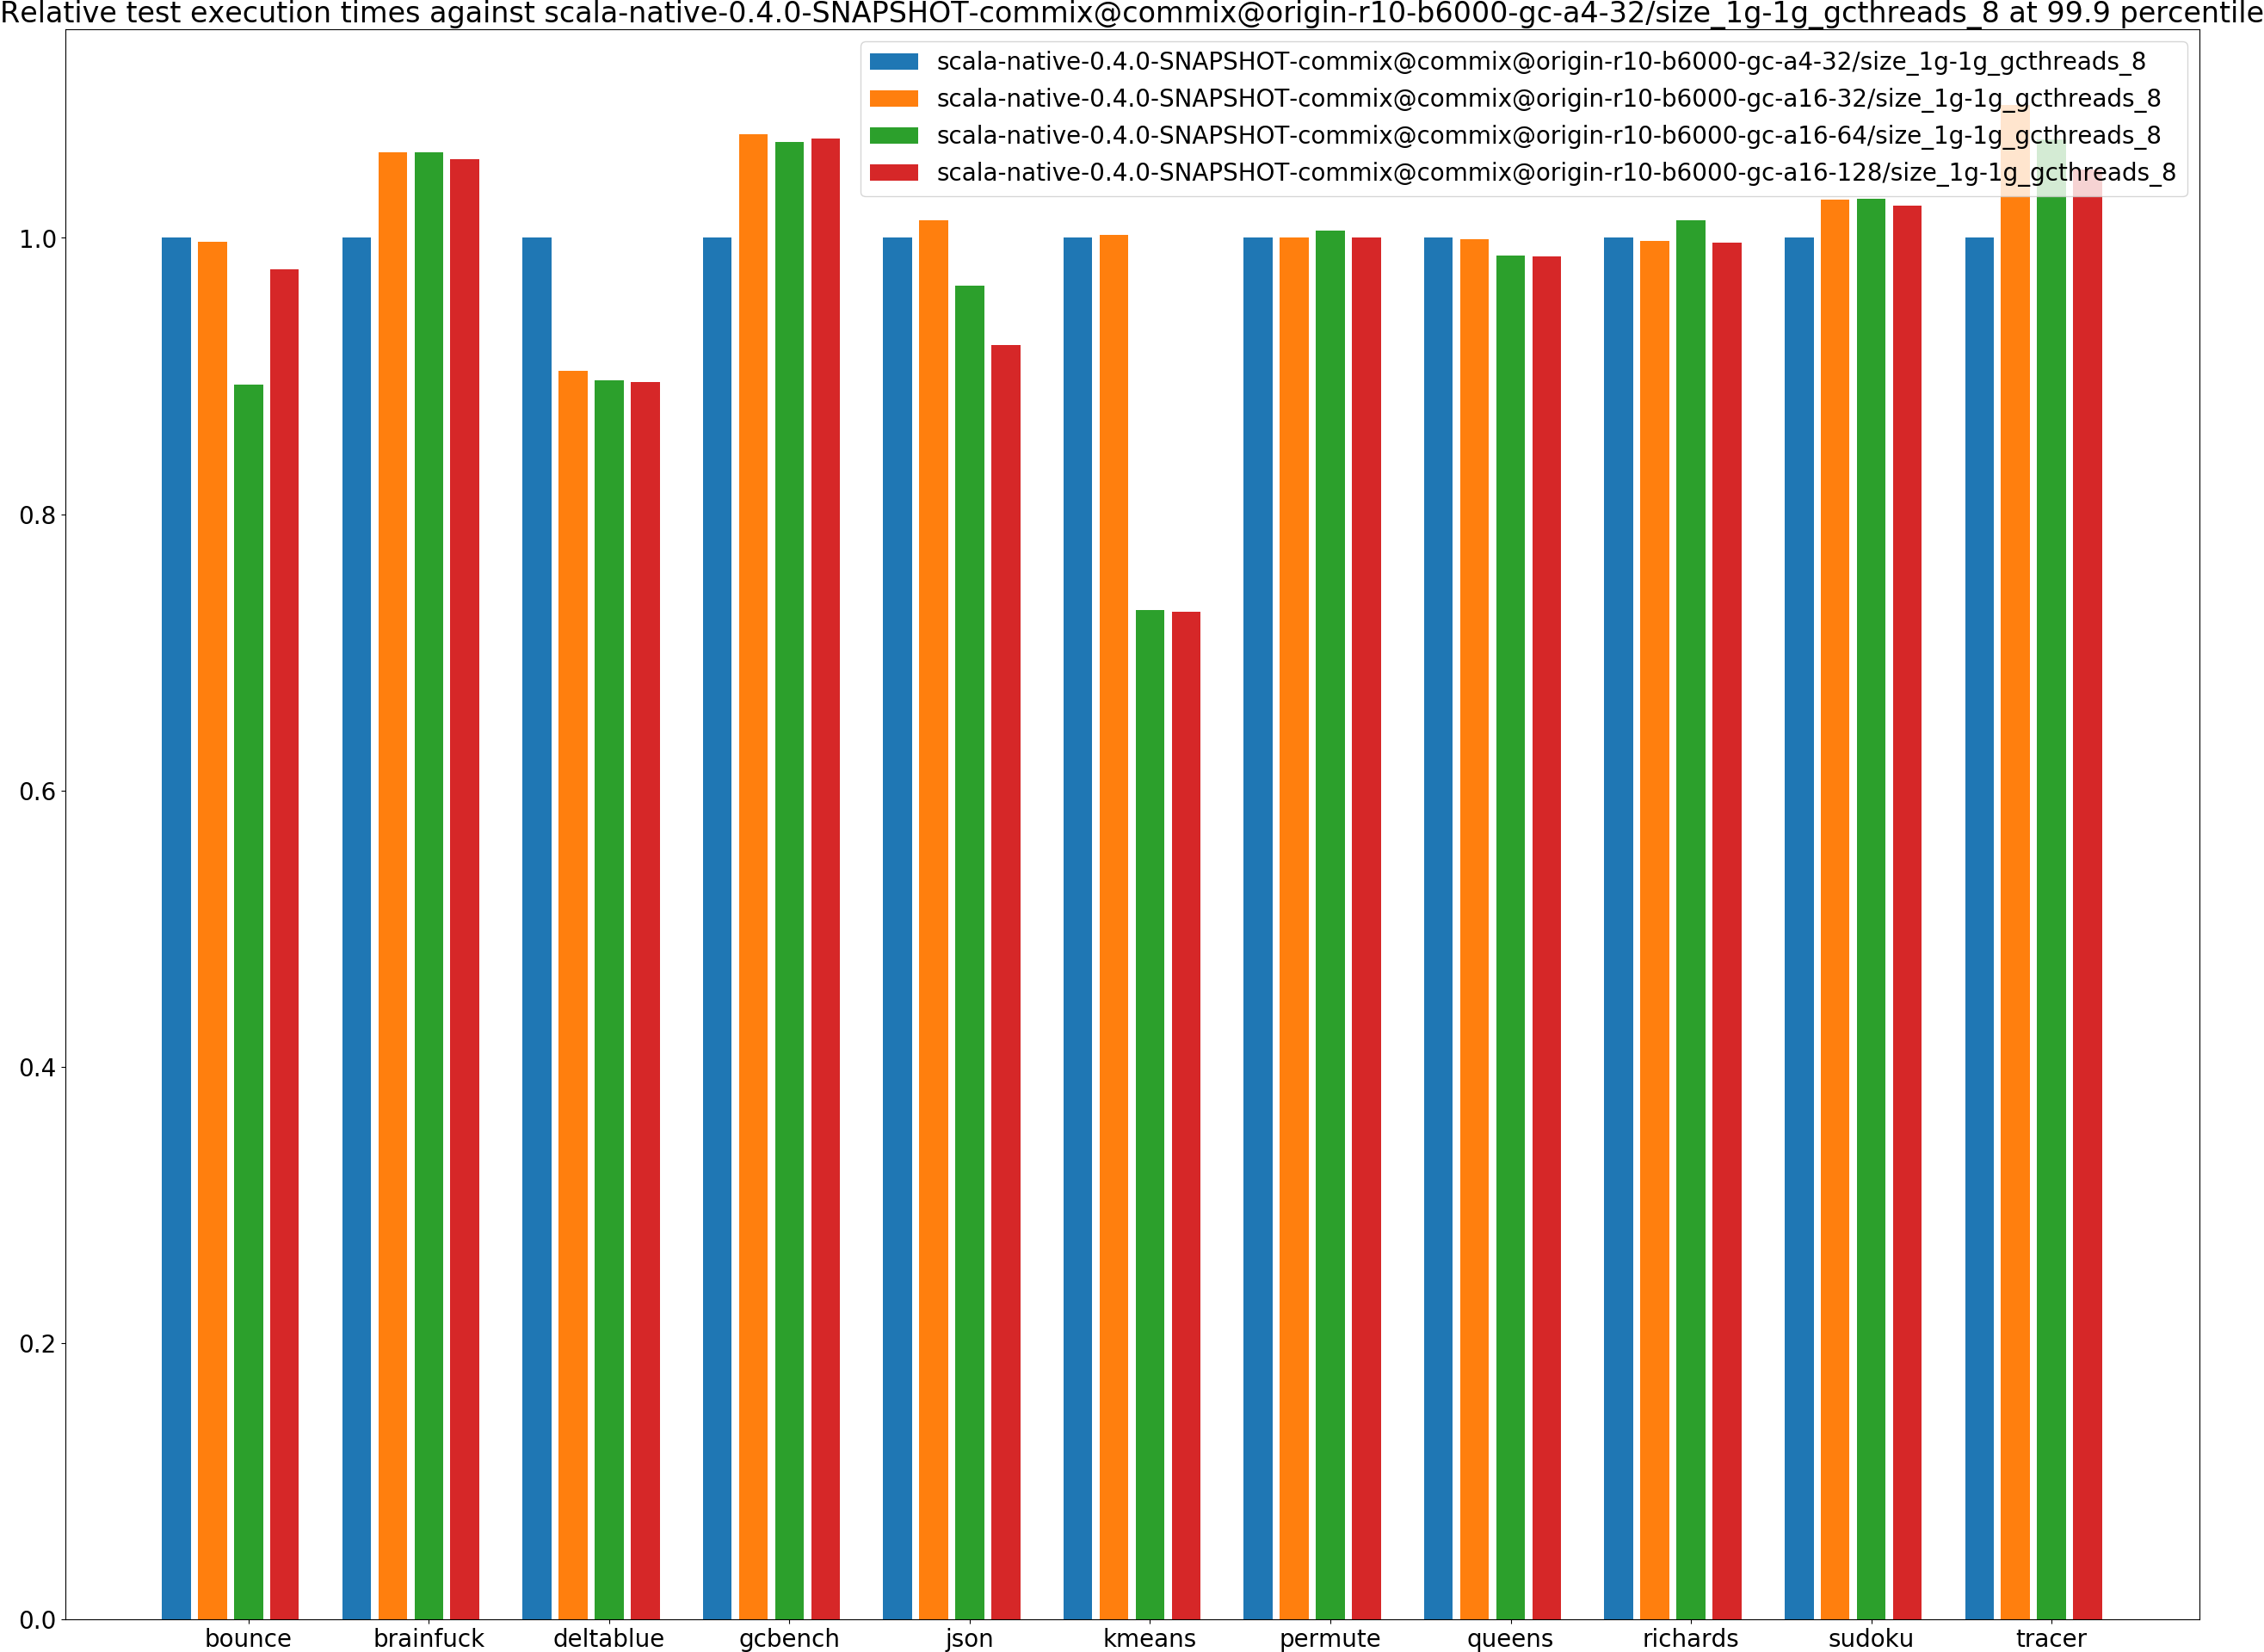 Relative test execution times against scala-native-0.4.0-SNAPSHOT-commix@commix@origin-r10-b6000-gc-a4-32/size_1g-1g_gcthreads_8 at 99.9 percentile
scala-native-0.4.0-SNAPSHOT-commix@commix@origin-r10-b6000-gc-a4-32/size_1g-1g_gcthreads_8
scala-native-0.4.0-SNAPSHOT-commix@commix@origin-r10-b6000-gc-a16-32/size_1g-1g_gcthreads_8
scala-native-0.4.0-SNAPSHOT-commix@commix@origin-r10-b6000-gc-a16-64/size_1g-1g_gcthreads_8
scala-native-0.4.0-SNAPSHOT-commix@commix@origin-r10-b6000-gc-a16-128/size_1g-1g_gcthreads_8
1.0
0.8
0.6
0.4
0.2
0.0
bounce brainfuck deltablue gcbench json kmeans permute queens richards sudoku tracer